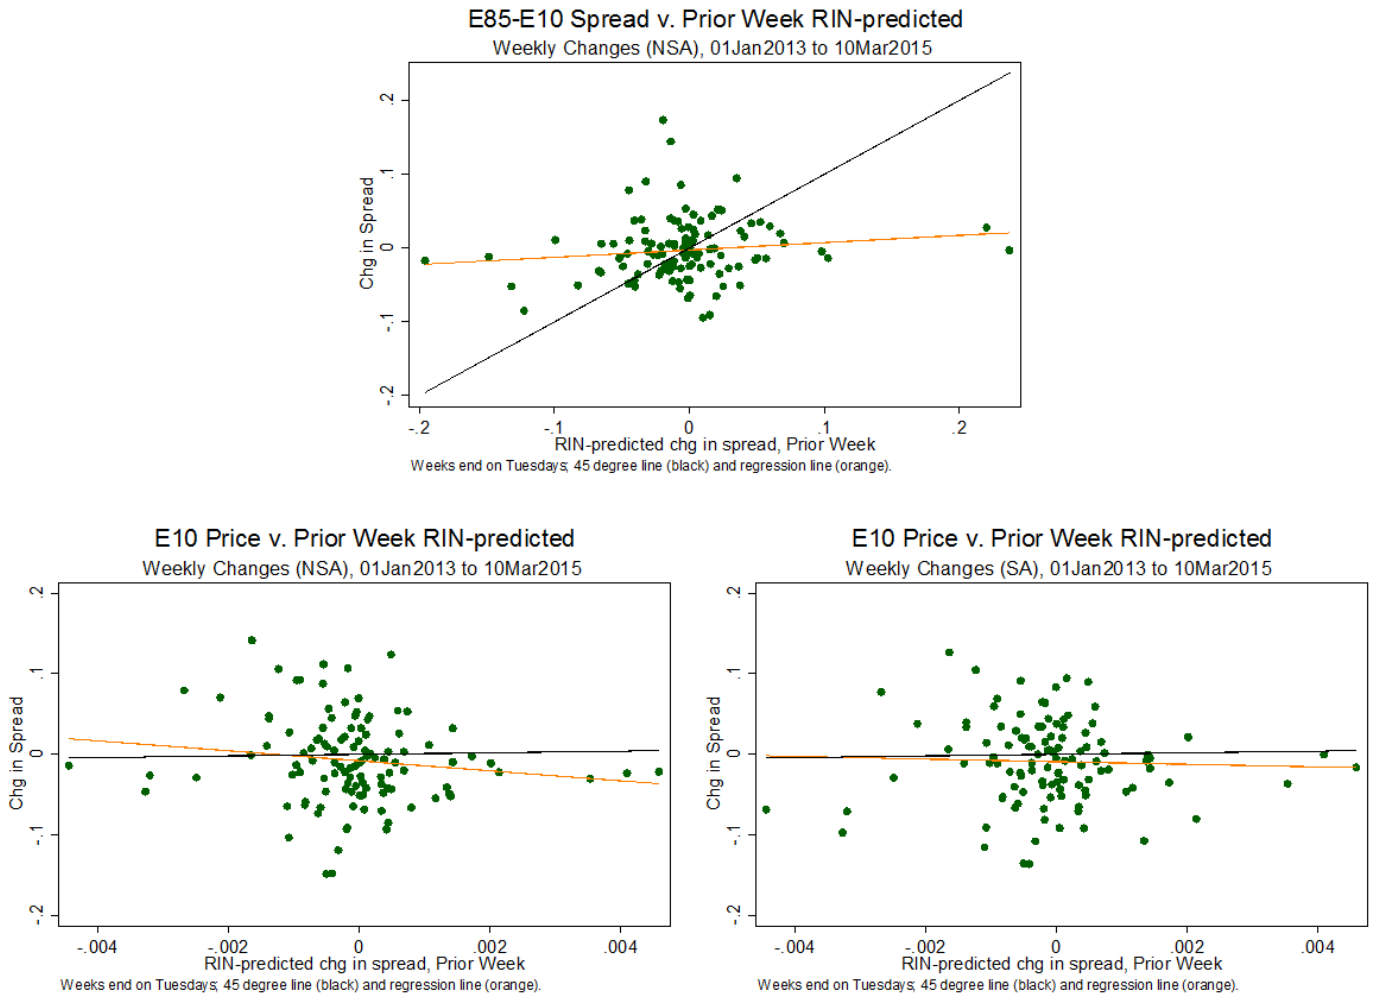 E85-E10 Spread v. Prior Week RIN-predicted
Weekly Changes (NSA), 01Jan2013 to 10Mar2015
Chg in Spread
.2
.1
0
-.1
-.2
-.2
-.1
0
.1
.2
RIN-predicted chg in spread, Prior Week
Weeks end on Tuesdays; 45 degree line (black) and regression line (orange).
E10 Price v. Prior Week RIN-predicted
Weekly Changes (NSA), 01Jan2013 to 10Mar2015
Chg in Spread
.2
.1
0
-.1
-.2
-.004
-.002
0
.002
.004
RIN-predicted chg in spread, Prior Week
Weeks end on Tuesdays; 45 degree line (black) and regression line (orange).
E10 Price v. Prior Week RIN-predicted
Weekly Changes (SA), 01Jan2013 to 10Mar2015
Chg in Spread
.2
.1
0
-.1
-.2
-.004
-.002
0
.002
.004
RIN-predicted chg in spread, Prior Week
Weeks end on Tuesdays; 45 degree line (black) and regression line (orange).